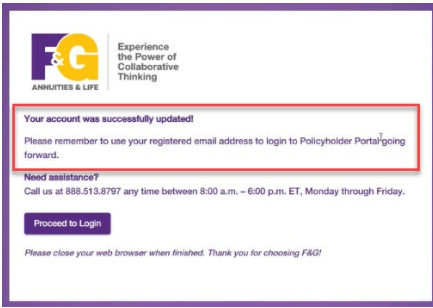 F&G
ANNUITIES & LIFE
Experience
the Power of
Collaborative
Thinking
Your account was successfully updated!
Please remember to use your registered email address to login to Policyholder Portal going
forward.
Need assistance?
Call us at 888.513.8797 any time between 8:00 a.m. – 6:00 p.m. ET, Monday through Friday.
Proceed to Login
Please close your web browser when finished. Thank you for choosing F&G!